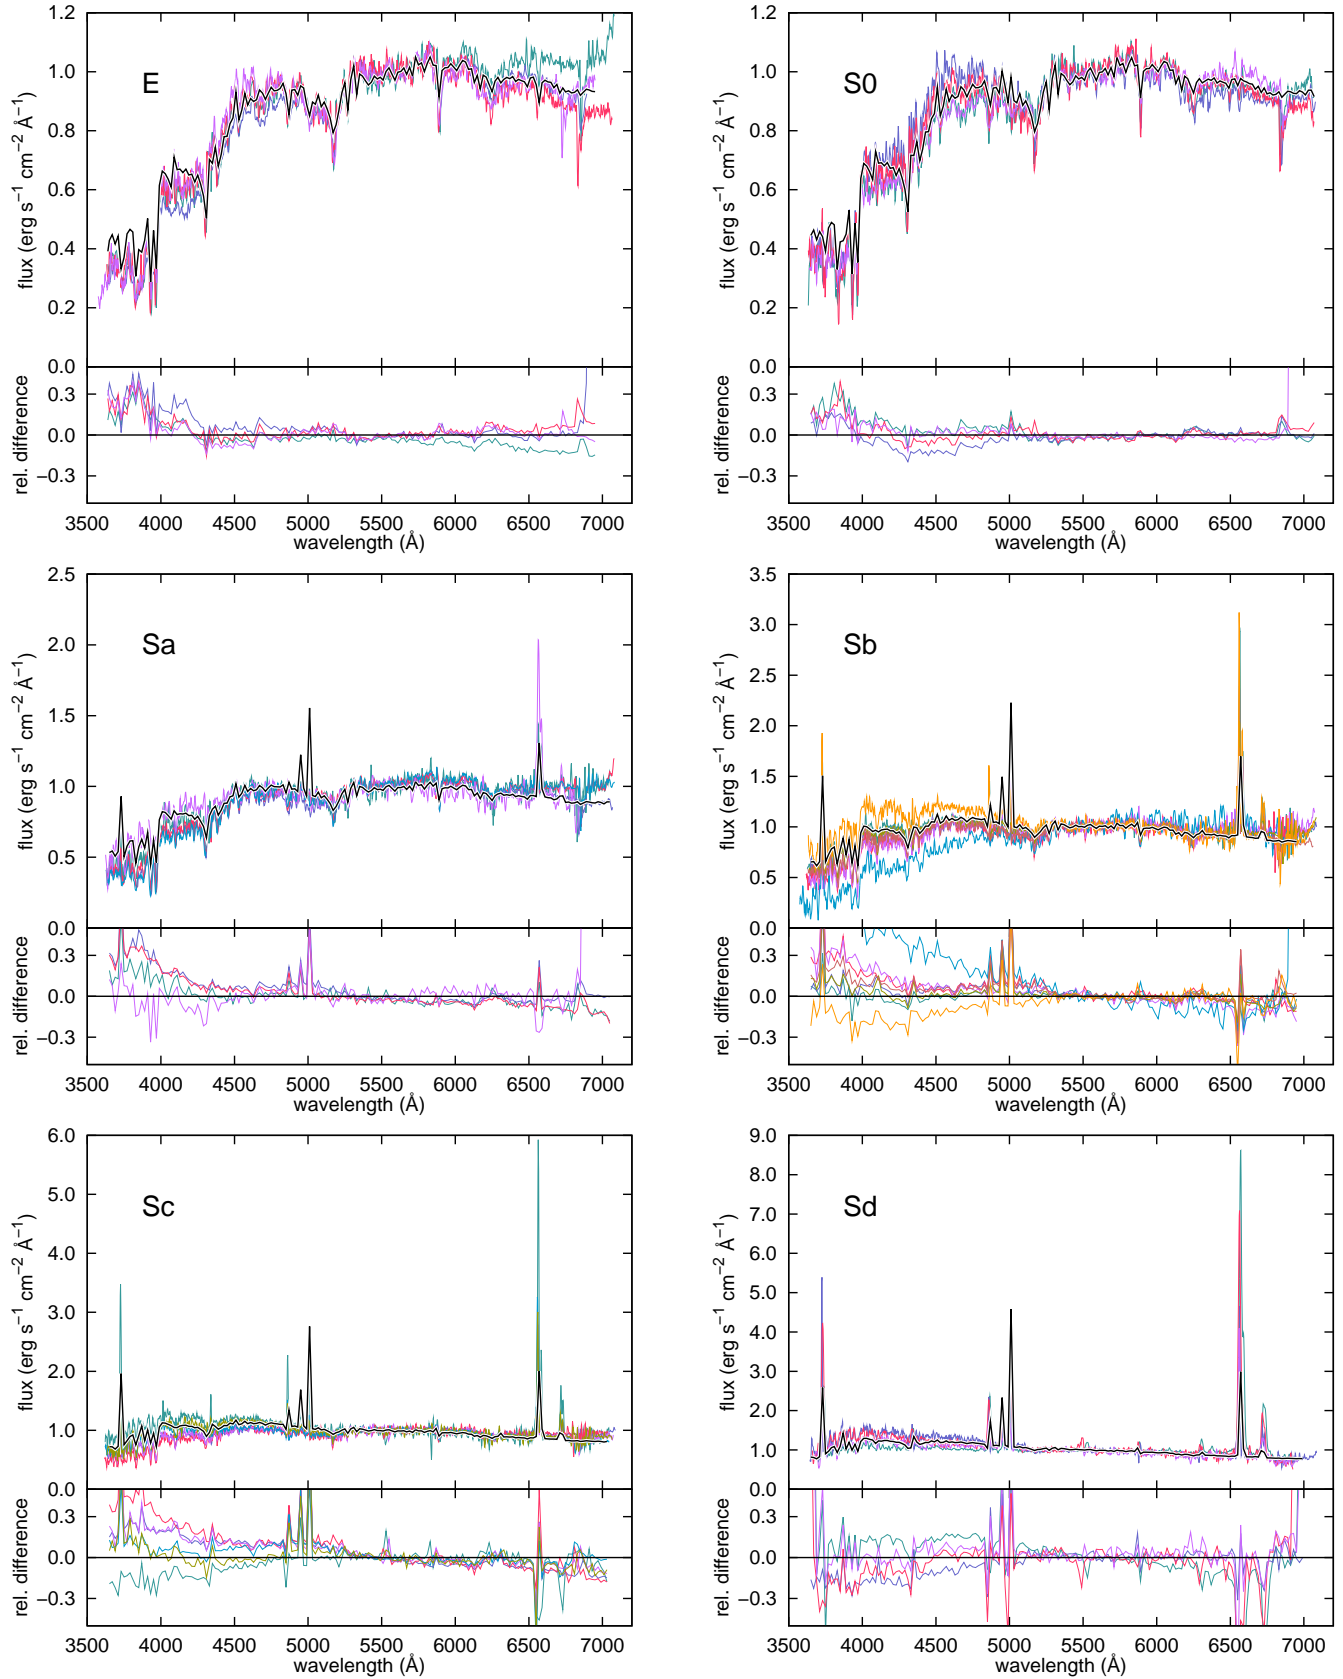 E
flux (erg s⁻¹ cm⁻² Å⁻¹)
1.2
1.0
0.8
0.6
0.4
0.2
0.0
rel. difference
0.3
0.0
−0.3
3500 4000 4500 5000 5500 6000 6500 7000
wavelength (Å)
S0
flux (erg s⁻¹ cm⁻² Å⁻¹)
1.2
1.0
0.8
0.6
0.4
0.2
0.0
rel. difference
0.3
0.0
−0.3
3500 4000 4500 5000 5500 6000 6500 7000
wavelength (Å)
Sa
flux (erg s⁻¹ cm⁻² Å⁻¹)
2.5
2.0
1.5
1.0
0.5
0.0
rel. difference
0.3
0.0
−0.3
3500 4000 4500 5000 5500 6000 6500 7000
wavelength (Å)
Sb
flux (erg s⁻¹ cm⁻² Å⁻¹)
3.5
3.0
2.5
2.0
1.5
1.0
0.5
0.0
rel. difference
0.3
0.0
−0.3
3500 4000 4500 5000 5500 6000 6500 7000
wavelength (Å)
Sc
flux (erg s⁻¹ cm⁻² Å⁻¹)
6.0
5.0
4.0
3.0
2.0
1.0
0.0
rel. difference
0.3
0.0
−0.3
3500 4000 4500 5000 5500 6000 6500 7000
wavelength (Å)
Sd
flux (erg s⁻¹ cm⁻² Å⁻¹)
9.0
8.0
7.0
6.0
5.0
4.0
3.0
2.0
1.0
0.0
rel. difference
0.3
0.0
−0.3
3500 4000 4500 5000 5500 6000 6500 7000
wavelength (Å)